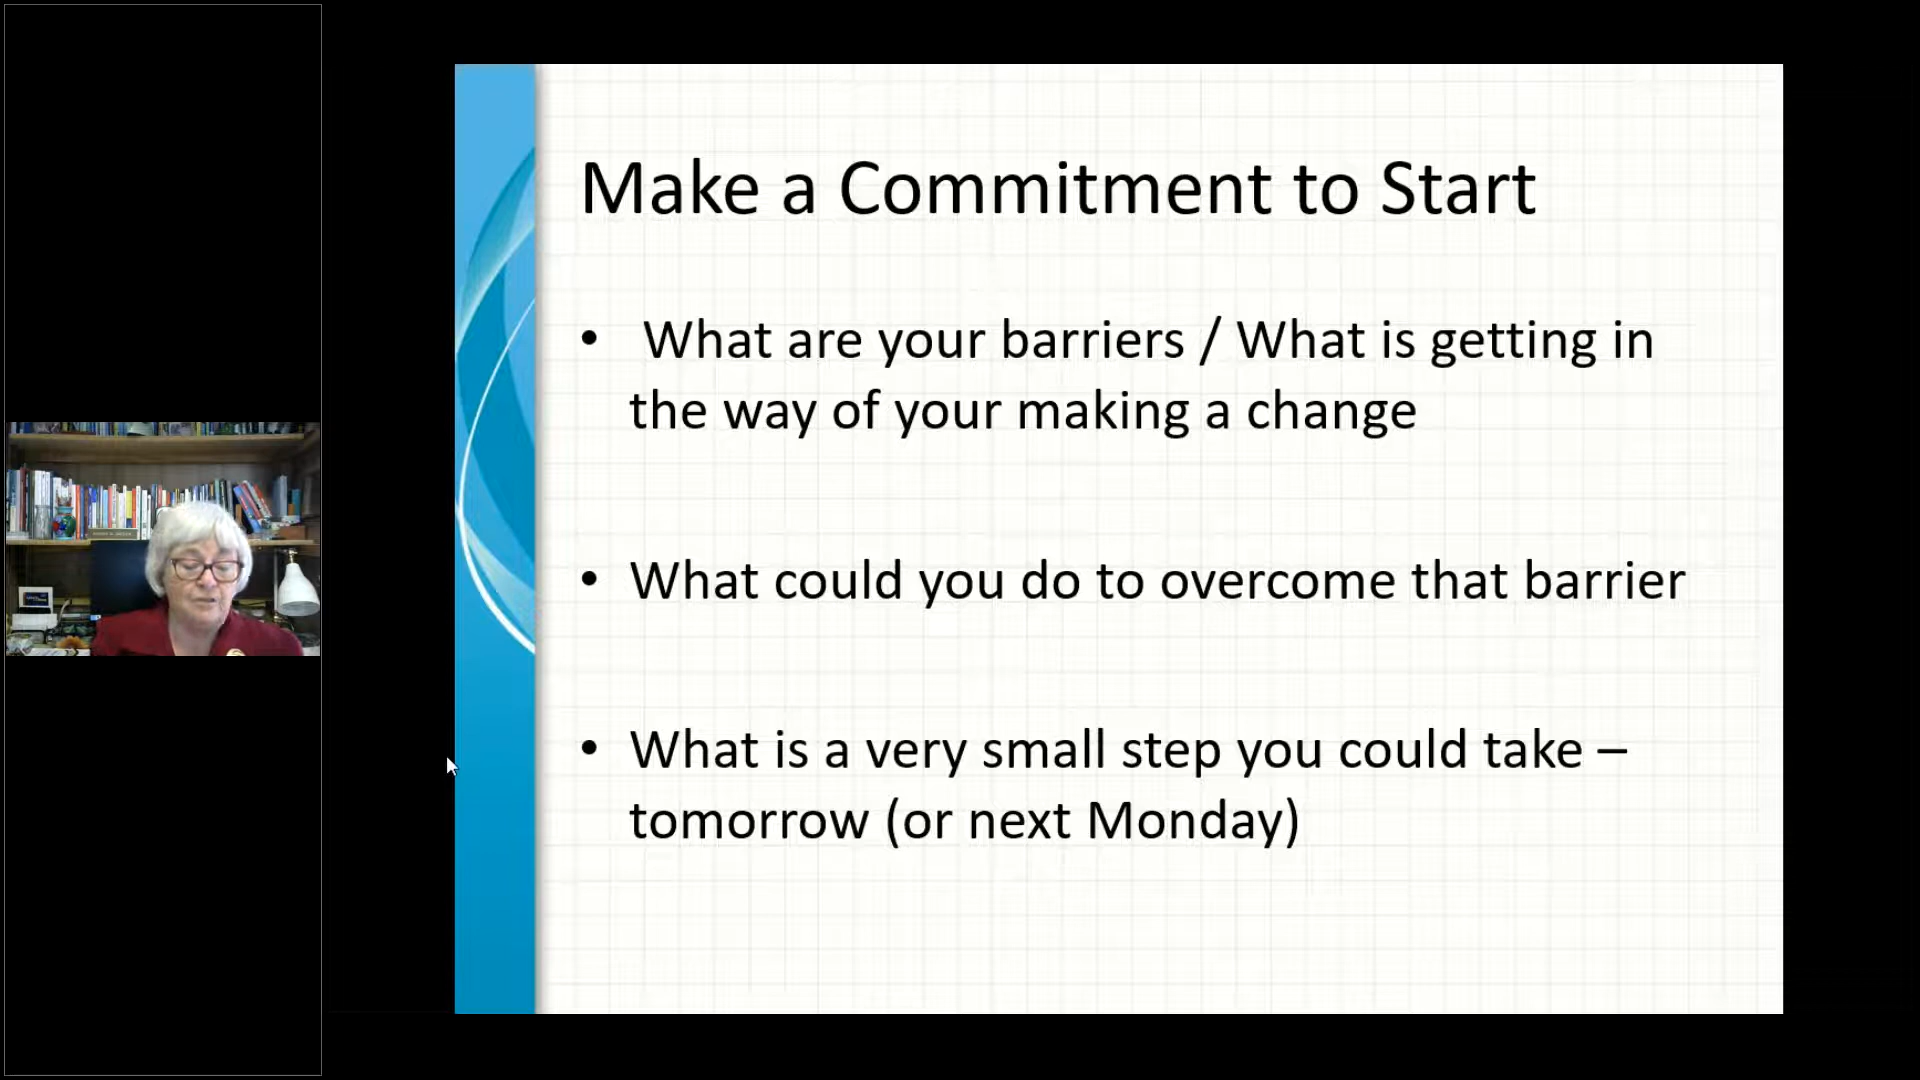 Make a Commitment to Start
• What are your barriers / What is getting in
the way of your making a change
• What could you do to overcome that barrier
• What is a very small step you could take –
tomorrow (or next Monday)